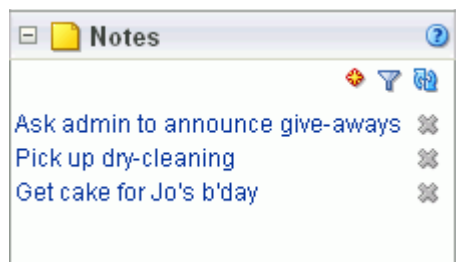 Notes
Ask admin to announce give-aways
Pick up dry-cleaning
Get cake for Jo's b'day